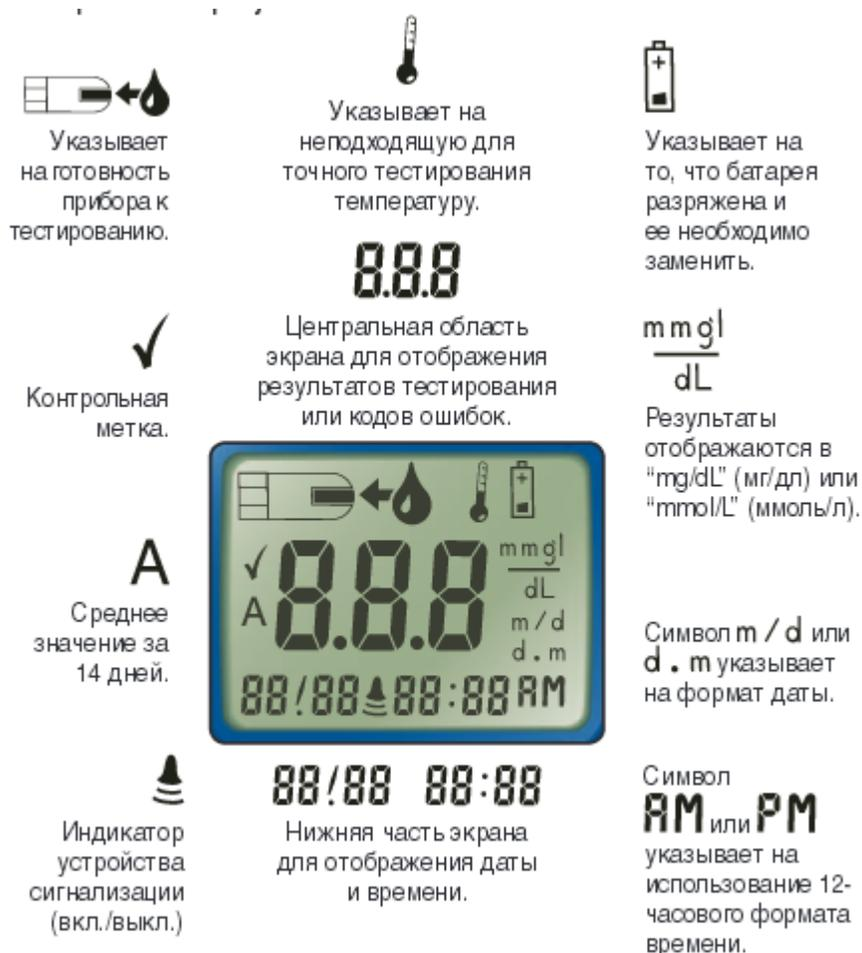 Указывает
на готовность
прибора к
тестированию.
Указывает на
неподходящую для
точного тестирования
температуру.
Указывает на
то, что батарея
разряжена и
ее необходимо
заменить.
8.8.8
Центральная область
экрана для отображения
результатов тестирования
или кодов ошибок.
Контрольная
метка.
mmgl
dL
Результаты
отображаются в
“mg/dL” (мг/дл) или
“mmol/L” (ммоль/л).
A
Среднее
значение за
14 дней.
8.8.8
mmgl
dL
A
m/d
d.m
88/88 88:88 AM
Символ m / d или
d . m указывает
на формат даты.
Индикатор
устройства
сигнализации
(вкл./выкл.)
88/88 88:88
Нижняя часть экрана
для отображения даты
и времени.
Символ
AM или PM
указывает на
использование 12-
часового формата
времени.